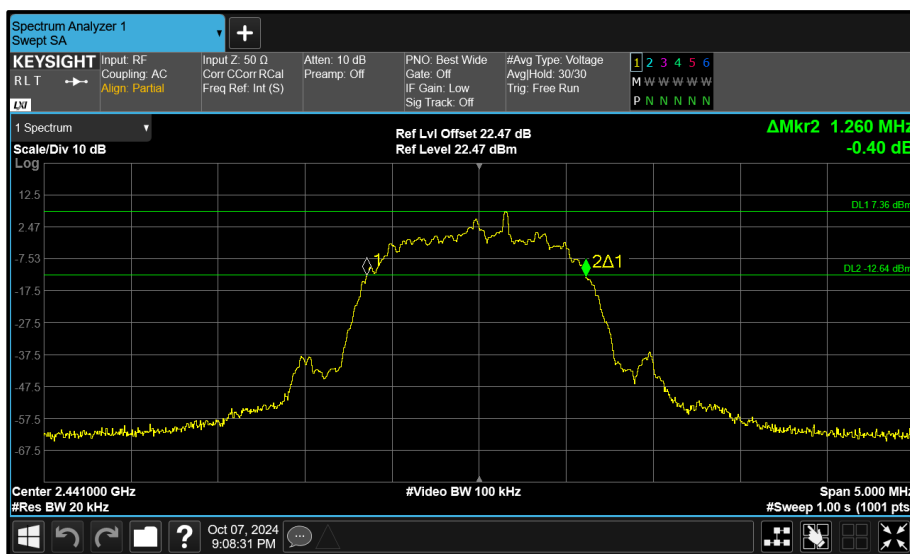 Spectrum Analyzer 1
Swept SA
KEYSIGHT
RLT
LXI
Input: RF
Coupling: AC
Align: Partial
Input Z: 50 Ω
Corr CCorr RCal
Freq Ref: Int (S)
Atten: 10 dB
Preamp: Off
PNO: Best Wide
Gate: Off
IF Gain: Low
Sig Track: Off
#Avg Type: Voltage
Avg|Hold: 30/30
Trig: Free Run
1 2 3 4 5 6
M W W W W W
P N N N N N
1 Spectrum
Scale/Div 10 dB
Log
Ref Lvl Offset 22.47 dB
Ref Level 22.47 dBm
ΔMkr2 1.260 MHz
-0.40 dB
12.5
DL1 7.36 dBm
2.47
-7.53
1
2Δ1
DL2 -12.64 dBm
-17.5
-27.5
-37.5
-47.5
-57.5
-67.5
Center 2.441000 GHz
#Video BW 100 kHz
Span 5.000 MHz
#Res BW 20 kHz
#Sweep 1.00 s (1001 pts
?
Oct 07, 2024
9:08:31 PM